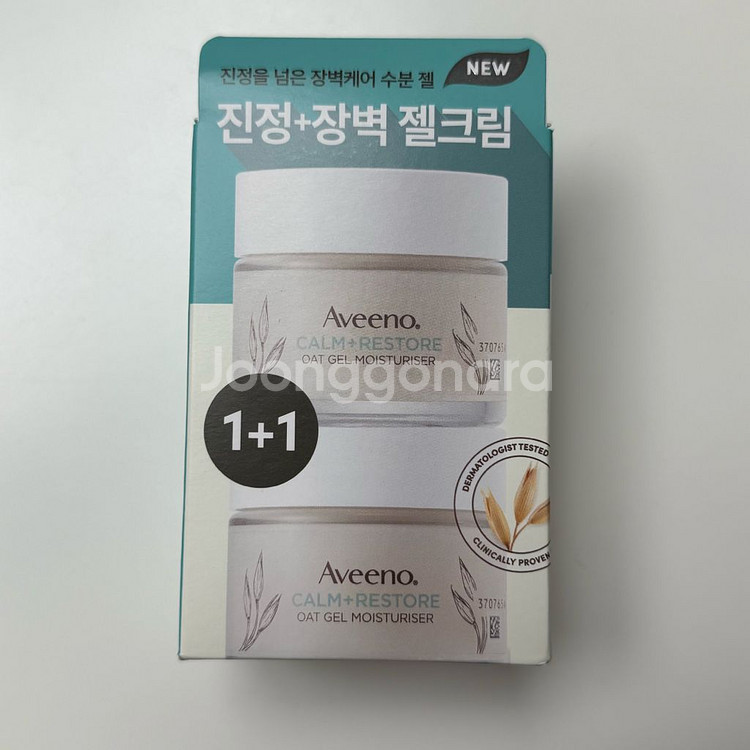 진정을 넘은 장벽케어 수분 젤
NEW
진정+장벽 젤크림
Aveeno®
CALM+RESTORE
OAT GEL MOISTURISER
Joonggonara
1+1
DERMATOLOGIST TESTED
CLINICALLY PROVEN
Aveeno®
CALM+RESTORE
OAT GEL MOISTURISER